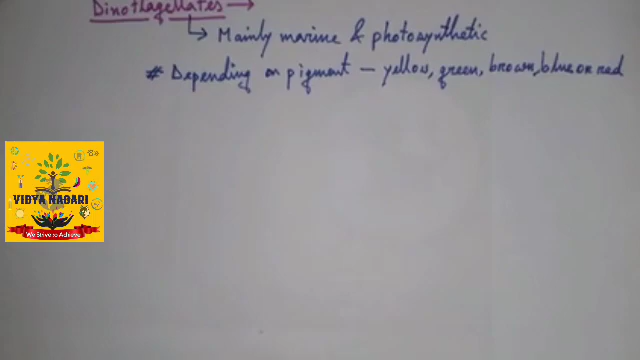 Dinoflagellates →
↳ Mainly marine & photosynthetic
# Depending on pigment – yellow, green, brown, blue or red
VIDYA NAGARI
We Strive to Achieve